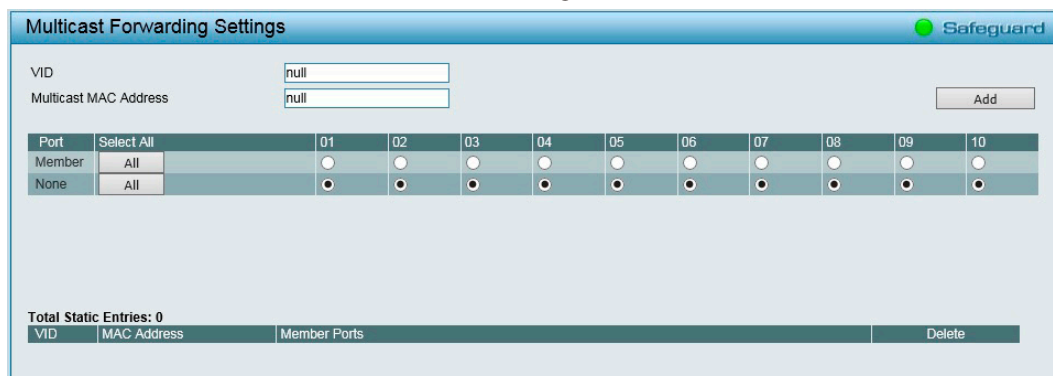 Multicast Forwarding Settings Safeguard
VID null
Multicast MAC Address null Add
Port Select All 01 02 03 04 05 06 07 08 09 10
Member All
None All
Total Static Entries: 0
VID MAC Address Member Ports Delete